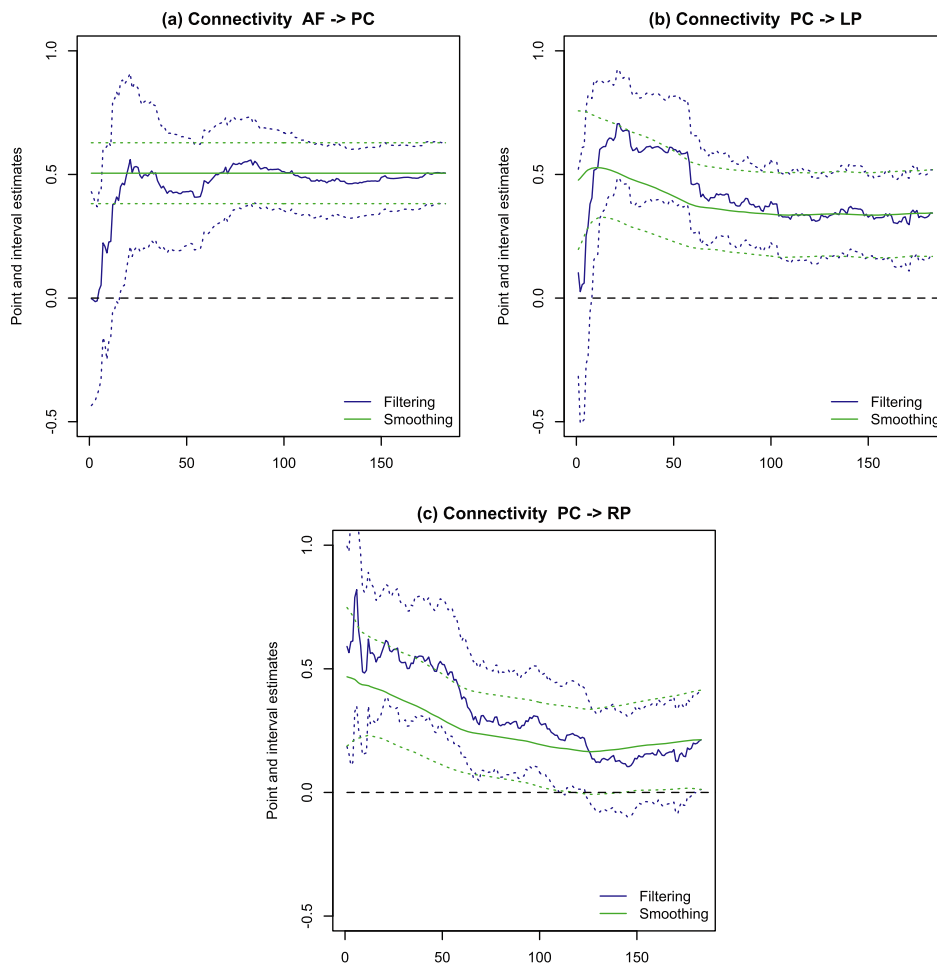 (a) Connectivity AF -> PC
Point and interval estimates
1.0
0.5
0.0
-0.5
0 50 100 150
Filtering
Smoothing
(b) Connectivity PC -> LP
Point and interval estimates
1.0
0.5
0.0
-0.5
0 50 100 150
Filtering
Smoothing
(c) Connectivity PC -> RP
Point and interval estimates
1.0
0.5
0.0
-0.5
0 50 100 150
Filtering
Smoothing